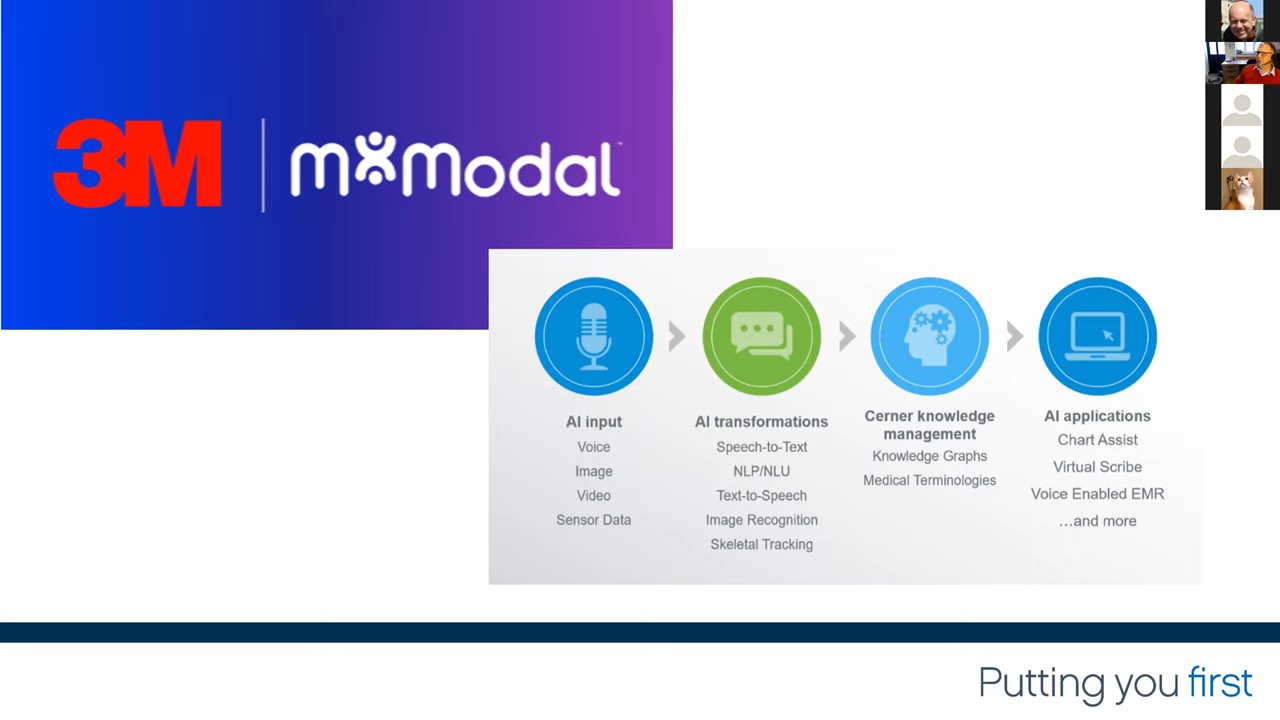 3M | M*Modal™
AI input
Voice
Image
Video
Sensor Data
AI transformations
Speech-to-Text
NLP/NLU
Text-to-Speech
Image Recognition
Skeletal Tracking
Cerner knowledge
management
Knowledge Graphs
Medical Terminologies
AI applications
Chart Assist
Virtual Scribe
Voice Enabled EMR
...and more
Putting you first